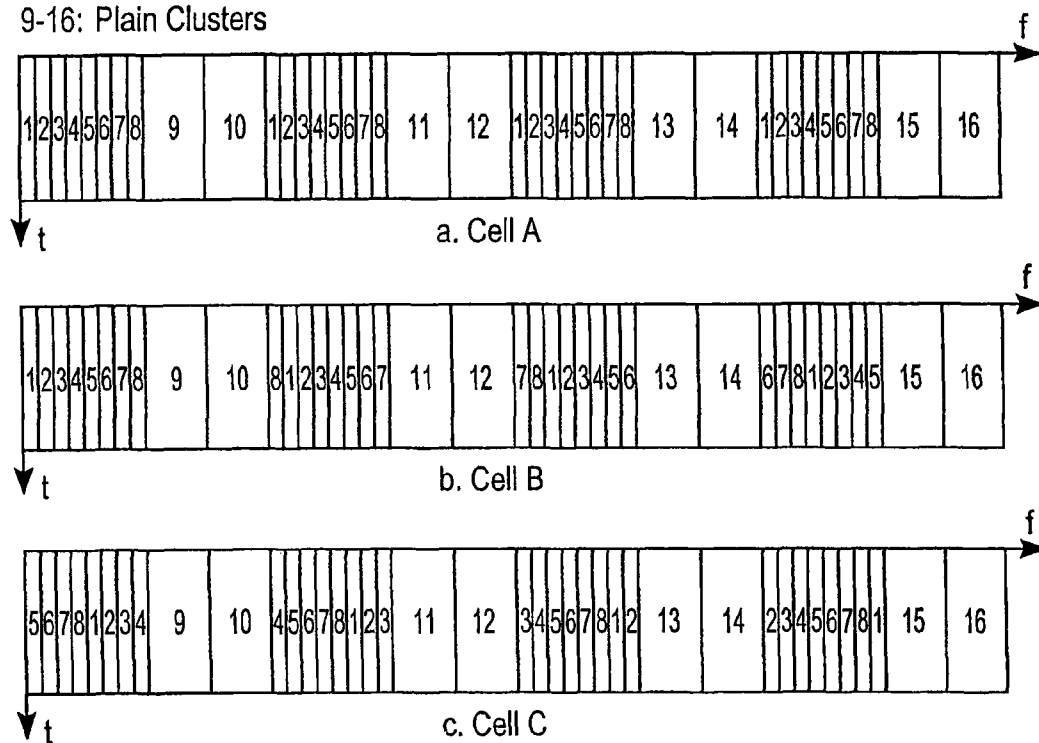 9-16: Plain Clusters
f
1 2 3 4 5 6 7 8 9 10 1 2 3 4 5 6 7 8 11 12 1 2 3 4 5 6 7 8 13 14 1 2 3 4 5 6 7 8 15 16
t
a. Cell A
f
1 2 3 4 5 6 7 8 9 10 8 1 2 3 4 5 6 7 11 12 7 8 1 2 3 4 5 6 13 14 6 7 8 1 2 3 4 5 15 16
t
b. Cell B
f
5 6 7 8 1 2 3 4 9 10 4 5 6 7 8 1 2 3 11 12 3 4 5 6 7 8 1 2 13 14 2 3 4 5 6 7 8 1 15 16
t
c. Cell C